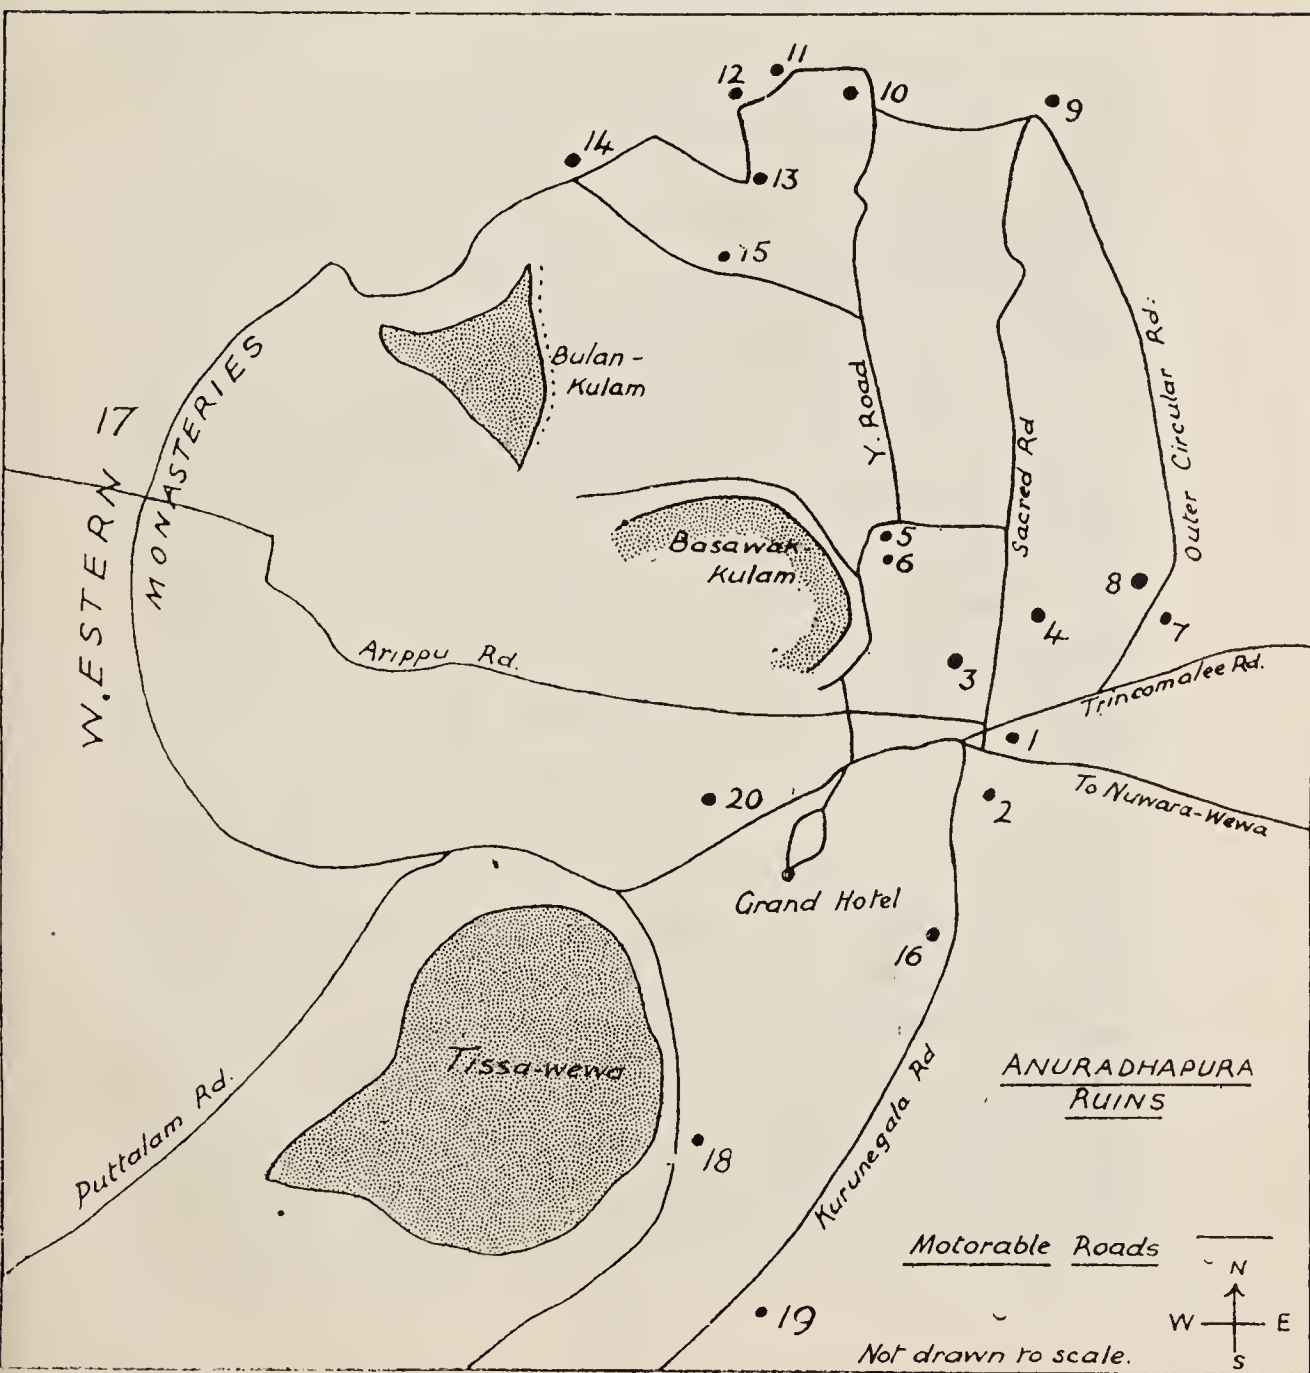 11
12
10
9
14
13
15
Bulan-
Kulam
Y. Road
Sacred Rd
Outer Circular Rd:
17
W.ESTERN
MONASTERIES
5
6
Basawak-
Kulam
8
7
4
3
Arippu Rd.
Trincomalee Rd.
1
2
To Nuwara-Wewa
20
Grand Hotel
16
Tissa-wewa
Puttalam Rd.
18
Kurunegala Rd
19
ANURADHAPURA
RUINS
Motorable Roads
N
W E
S
Not drawn to scale.